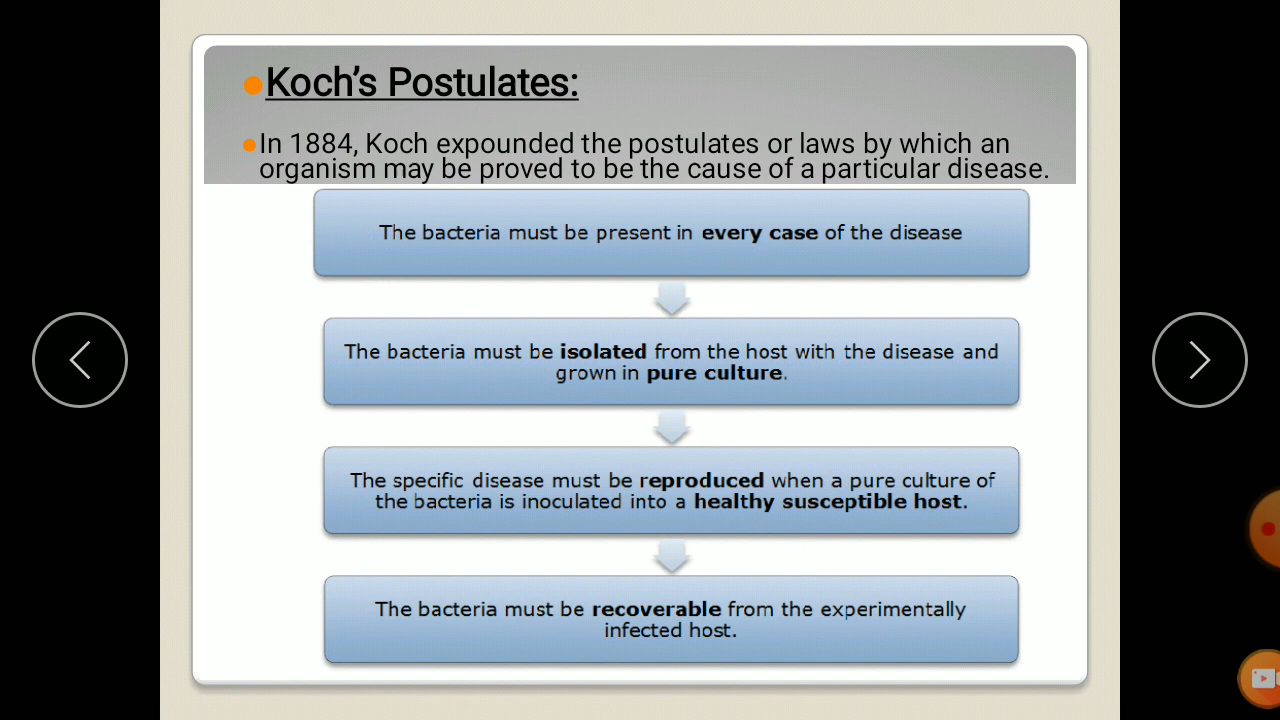 Koch’s Postulates:
In 1884, Koch expounded the postulates or laws by which an
organism may be proved to be the cause of a particular disease.
The bacteria must be present in every case of the disease
The bacteria must be isolated from the host with the disease and
grown in pure culture.
The specific disease must be reproduced when a pure culture of
the bacteria is inoculated into a healthy susceptible host.
The bacteria must be recoverable from the experimentally
infected host.